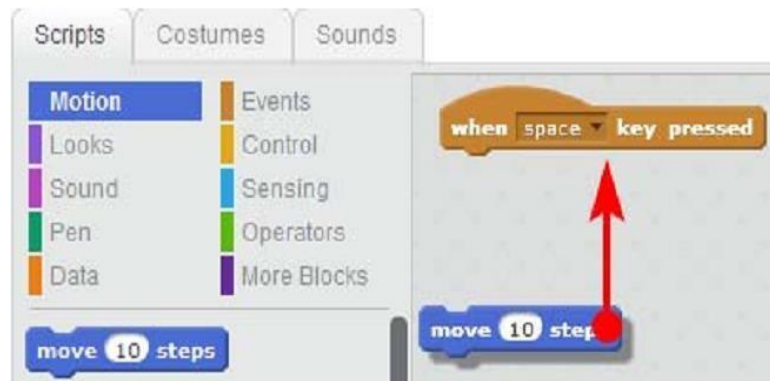 Scripts Costumes Sounds
Motion Events
Looks Control
Sound Sensing
Pen Operators
Data More Blocks
move 10 steps
when space key pressed
move 10 step